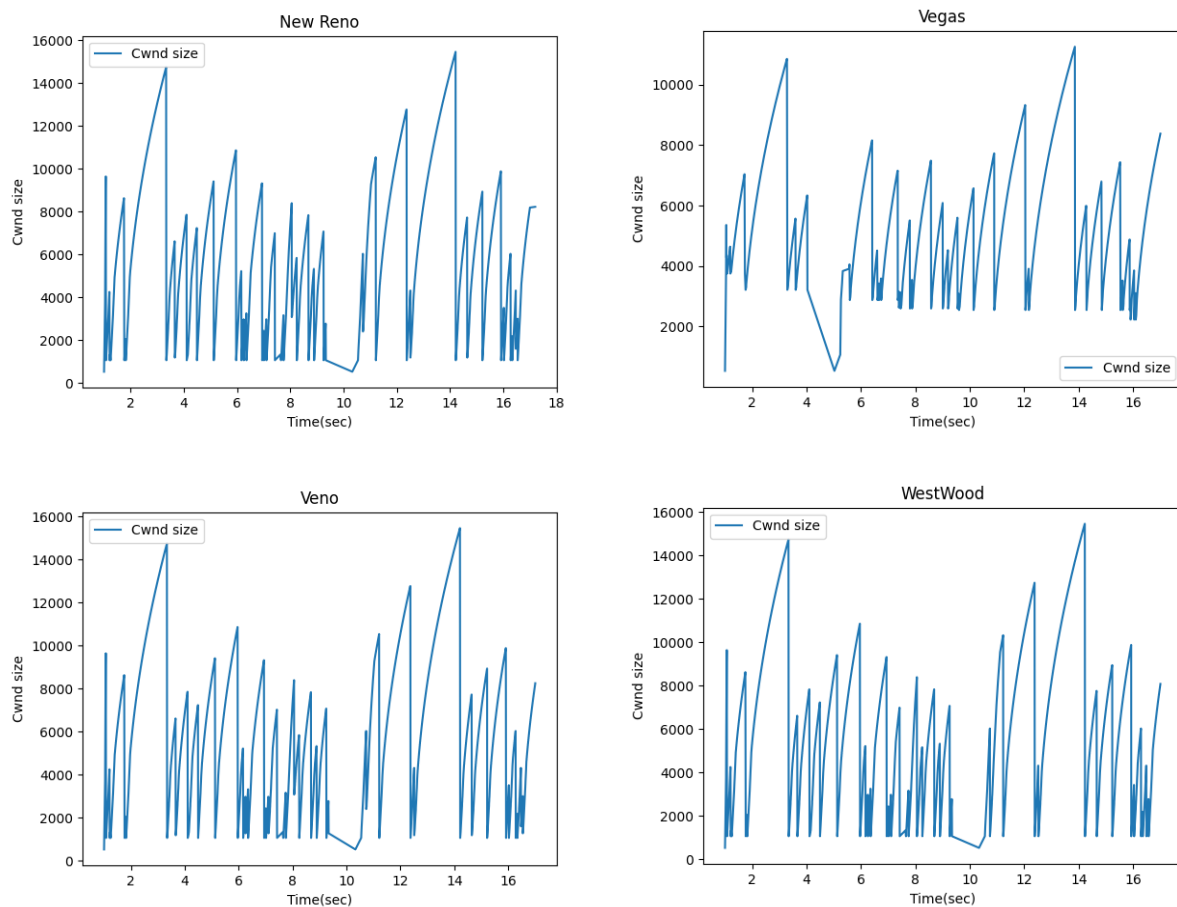 New Reno
Cwnd size
16000
14000
12000
10000
8000
6000
4000
2000
0
Cwnd size
2 4 6 8 10 12 14 16 18
Time(sec)
Vegas
10000
8000
6000
4000
2000
Cwnd size
Cwnd size
2 4 6 8 10 12 14 16
Time(sec)
Veno
Cwnd size
16000
14000
12000
10000
8000
6000
4000
2000
0
Cwnd size
2 4 6 8 10 12 14 16
Time(sec)
WestWood
Cwnd size
16000
14000
12000
10000
8000
6000
4000
2000
0
Cwnd size
2 4 6 8 10 12 14 16
Time(sec)